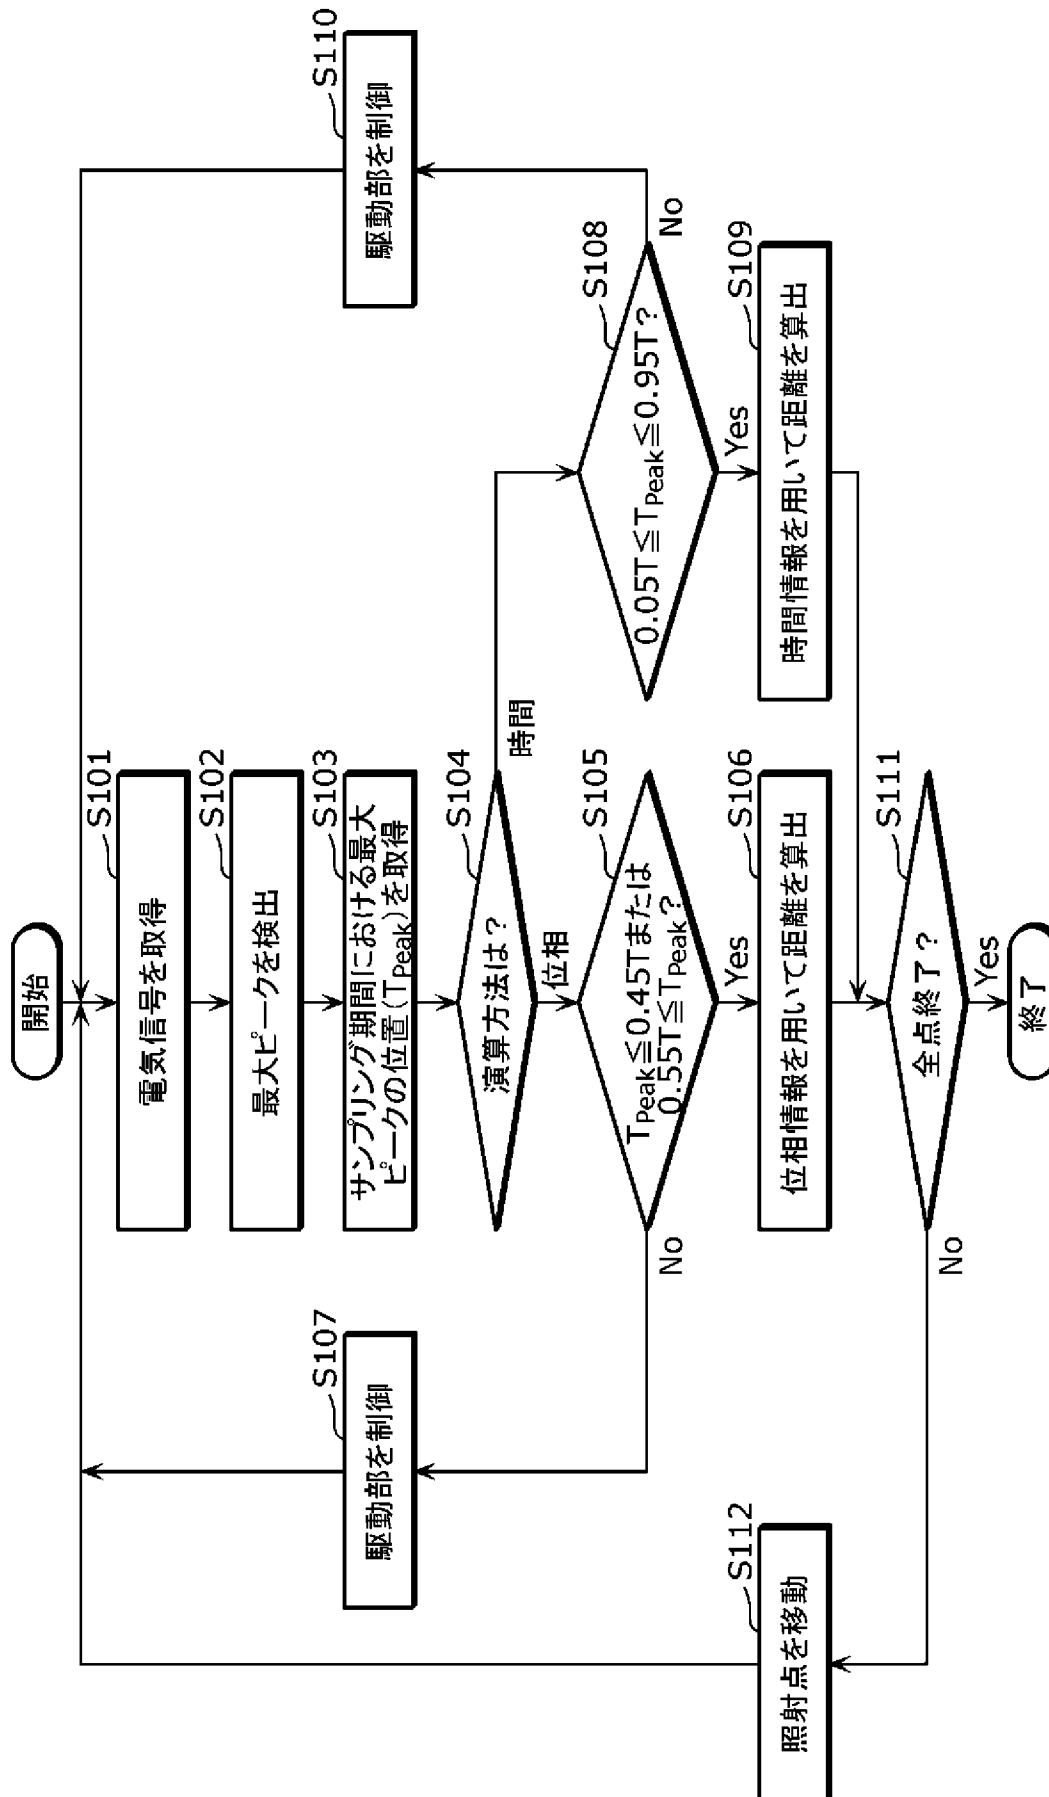 開始
S101
電気信号を取得
S102
最大ピークを検出
S103
サンプリング期間における最大
ピークの位置(TPeak)を取得
S104
演算方法は？
位相
時間
S105
TPeak≦0.45Tまたは
0.55T≦TPeak？
Yes
No
S106
位相情報を用いて距離を算出
S107
駆動部を制御
S108
0.05T≦TPeak≦0.95T？
Yes
No
S109
時間情報を用いて距離を算出
S110
駆動部を制御
S111
全点終了？
Yes
No
S112
照射点を移動
終了